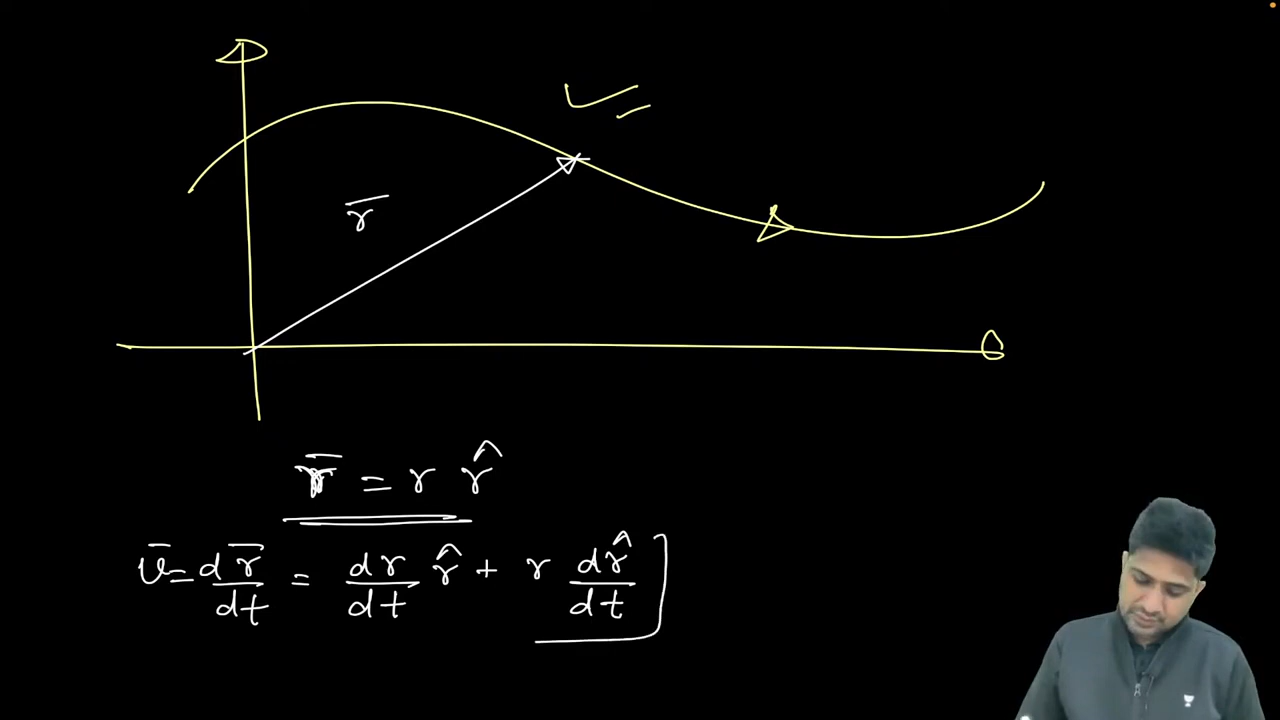 r̅
r̅ = r r̂
v̅ = dr̅/dt = dr/dt r̂ + r dr̂/dt